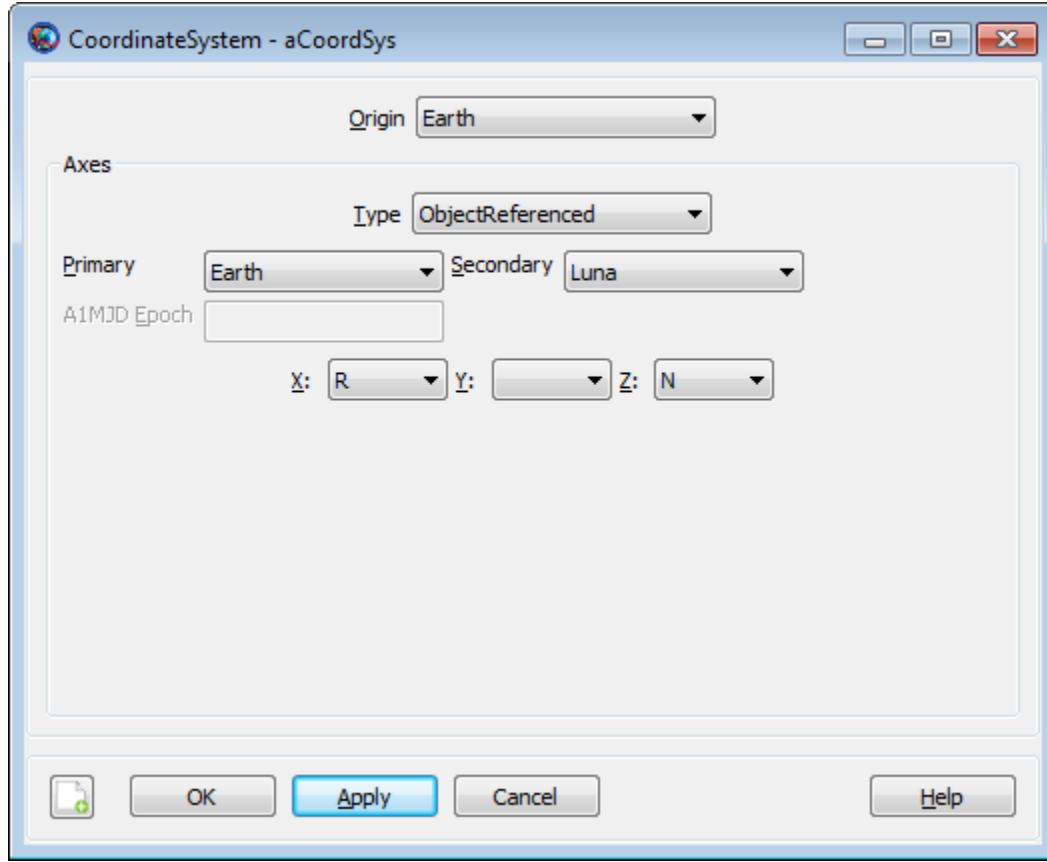 CoordinateSystem - aCoordSys
Origin Earth
Axes
Type ObjectReferenced
Primary Earth Secondary Luna
A1MJD Epoch
X: R Y: Z: N
OK Apply Cancel Help